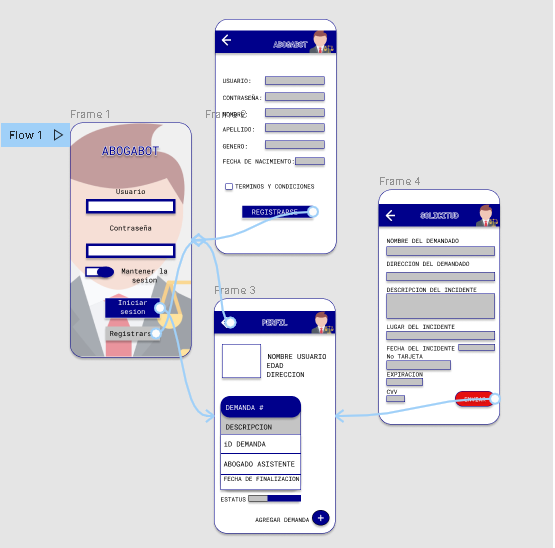 Flow 1
Frame 1
ABOGABOT
Usuario
Contraseña
Mantener la
sesion
Iniciar
sesion
Registrarse
Frame 2
ABOGABOT
USUARIO:
CONTRASEÑA:
NOMBRE:
APELLIDO:
GENERO:
FECHA DE NACIMIENTO:
TERMINOS Y CONDICIONES
REGISTRARSE
Frame 3
PERFIL
NOMBRE USUARIO
EDAD
DIRECCION
DEMANDA #
DESCRIPCION
iD DEMANDA
ABOGADO ASISTENTE
FECHA DE FINALIZACION
ESTATUS
AGREGAR DEMANDA
Frame 4
SOLICITUD
NOMBRE DEL DEMANDADO
DIRECCION DEL DEMANDADO
DESCRIPCION DEL INCIDENTE
LUGAR DEL INCIDENTE
FECHA DEL INCIDENTE
No TARJETA
EXPIRACION
CVV
ENVIAR